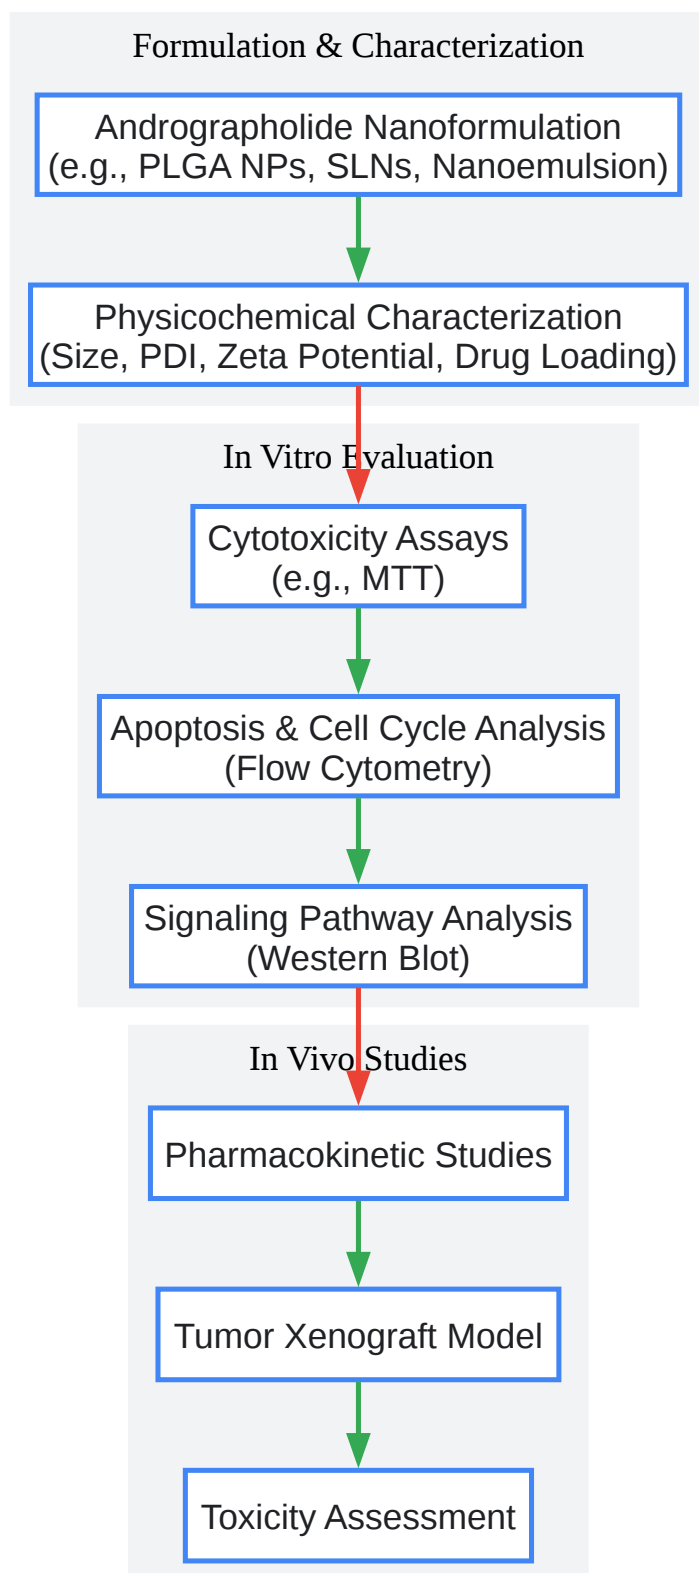 Formulation & Characterization
Andrographolide Nanoformulation
(e.g., PLGA NPs, SLNs, Nanoemulsion)
Physicochemical Characterization
(Size, PDI, Zeta Potential, Drug Loading)
In Vitro Evaluation
Cytotoxicity Assays
(e.g., MTT)
Apoptosis & Cell Cycle Analysis
(Flow Cytometry)
Signaling Pathway Analysis
(Western Blot)
In Vivo Studies
Pharmacokinetic Studies
Tumor Xenograft Model
Toxicity Assessment